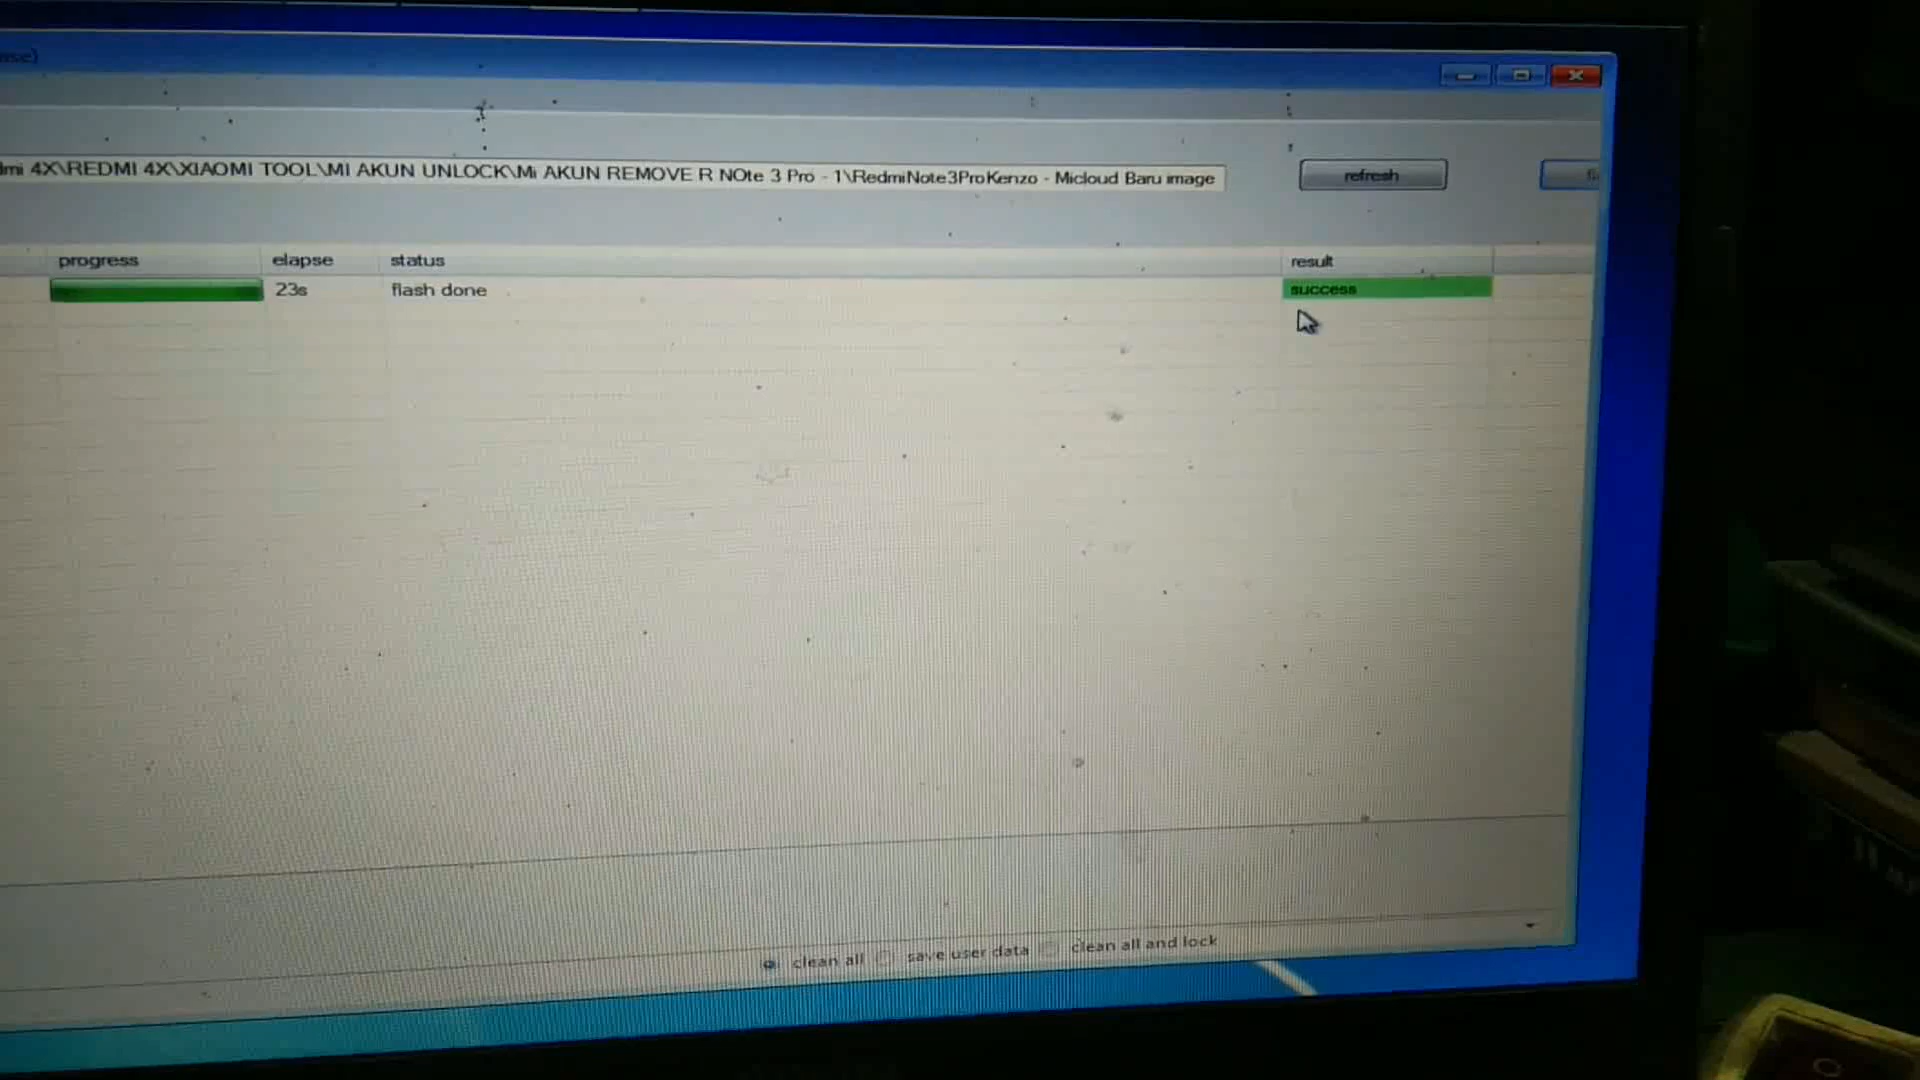 4X\REDMI 4X\XIAOMI TOOL\MI AKUN UNLOCK\Mi AKUN REMOVE R NOte 3 Pro - 1\RedmiNote3ProKenzo - Micloud Baru image
refresh
progress elapse status result
23s flash done success
clean all save user data clean all and lock